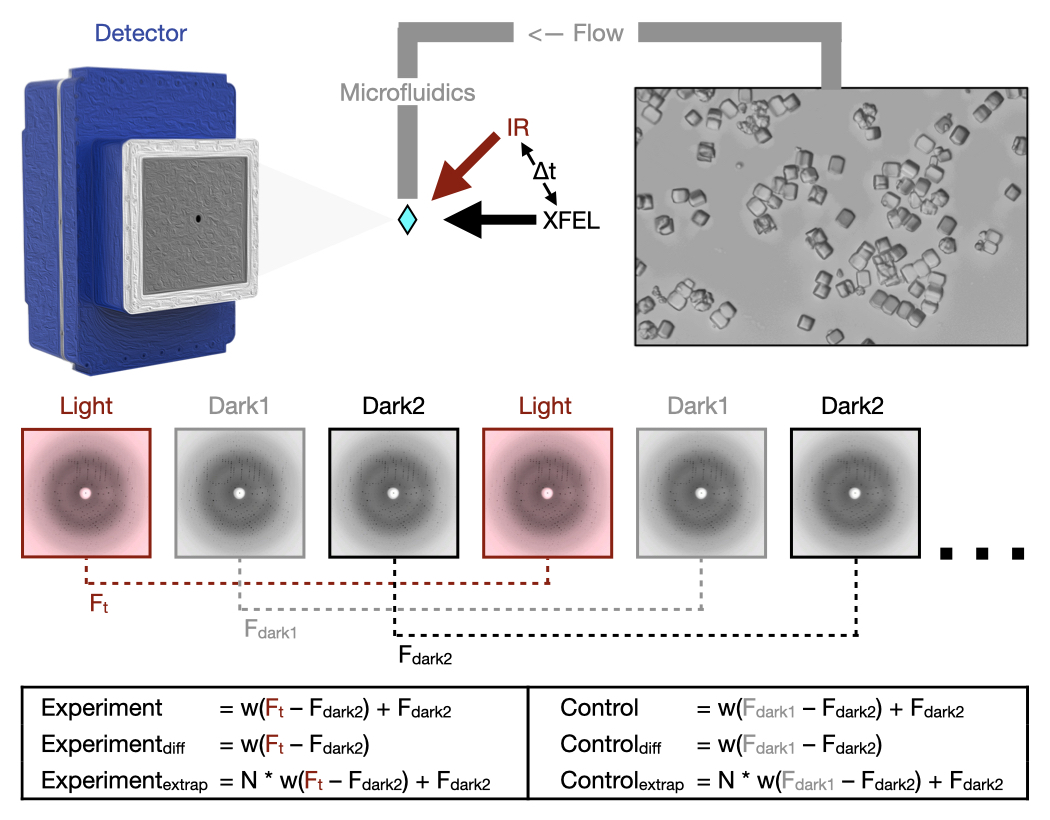 Detector
<— Flow
Microfluidics
IR
Δt
XFEL
Light Dark1 Dark2 Light Dark1 Dark2
Ft
Fdark1
Fdark2
Experiment = w(Ft – Fdark2) + Fdark2
Experimentdiff = w(Ft – Fdark2)
Experimentextrap = N * w(Ft – Fdark2) + Fdark2
Control = w(Fdark1 – Fdark2) + Fdark2
Controldiff = w(Fdark1 – Fdark2)
Controlextrap = N * w(Fdark1 – Fdark2) + Fdark2